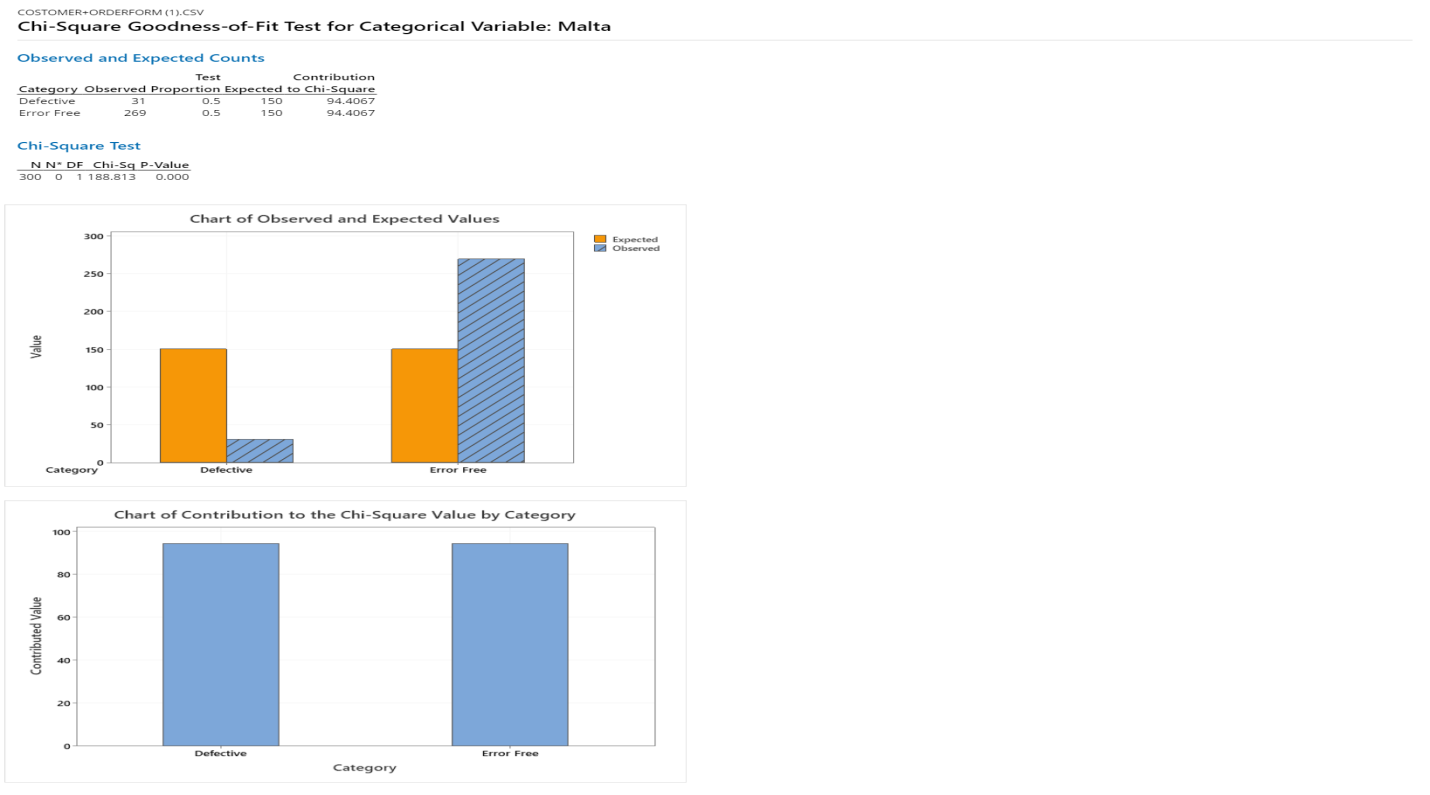 COSTOMER+ORDERFORM (1).CSV
Chi-Square Goodness-of-Fit Test for Categorical Variable: Malta
Observed and Expected Counts
Test Contribution
Category Observed Proportion Expected to Chi-Square
Defective 31 0.5 150 94.4067
Error Free 269 0.5 150 94.4067
Chi-Square Test
N N* DF Chi-Sq P-Value
300 0 1 188.813 0.000
Chart of Observed and Expected Values
300
250
200
150
100
50
0
Value
Category
Defective
Error Free
Expected
Observed
Chart of Contribution to the Chi-Square Value by Category
100
80
60
40
20
0
Contributed Value
Defective
Error Free
Category